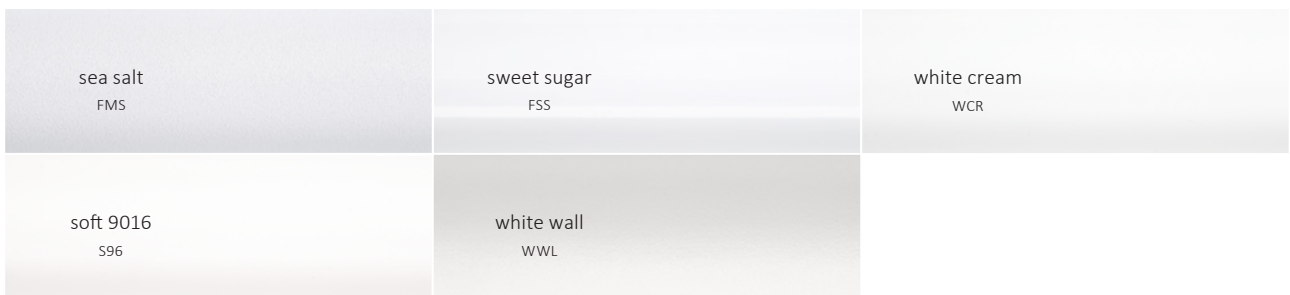 sea salt
FMS
sweet sugar
FSS
white cream
WCR
soft 9016
S96
white wall
WWL